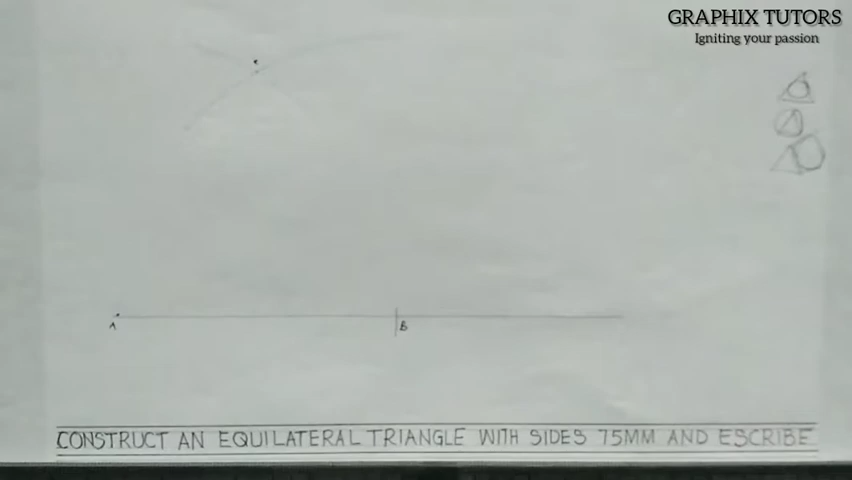 GRAPHIX TUTORS
Igniting your passion
C
A
B
CONSTRUCT AN EQUILATERAL TRIANGLE WITH SIDES 75MM AND ESCRIBE